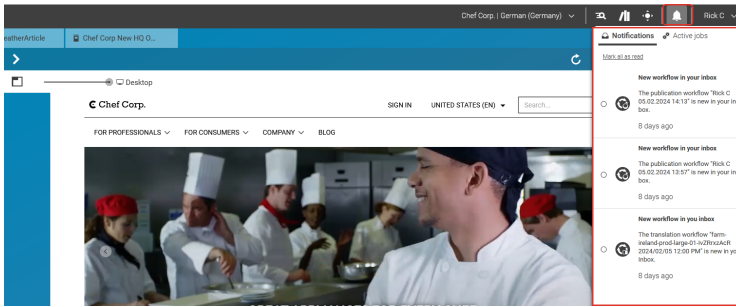 Chef Corp. | German (Germany)
Rick C
eatherArticle
Chef Corp New HQ O...
Notifications
Active jobs
Mark all as read
Desktop
Chef Corp.
SIGN IN
UNITED STATES (EN)
Search...
FOR PROFESSIONALS
FOR CONSUMERS
COMPANY
BLOG
New workflow in your inbox
The publication workflow "Rick C
05.02.2024 14:13" is new in your in
box.
8 days ago
New workflow in your inbox
The publication workflow "Rick C
05.02.2024 13:57" is new in your in
box.
8 days ago
New workflow in you inbox
The translation workflow "farm-
ireland-prod-large-01-ivZRrxzAcR
2024/02/05 12:00 PM" is new in yo
Inbox.
8 days ago